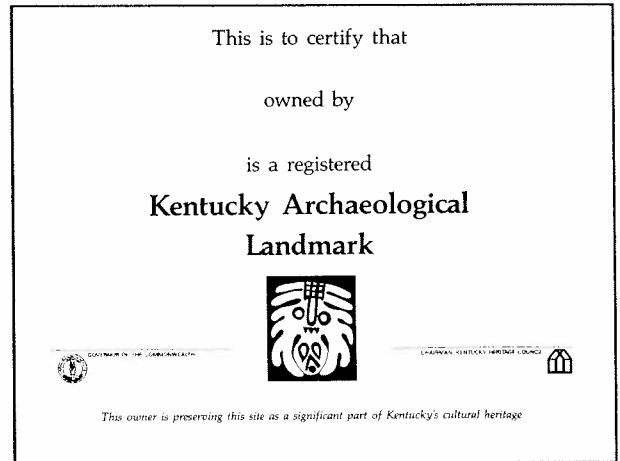 This is to certify that
owned by
is a registered
Kentucky Archaeological
Landmark
GOVERNOR OF THE COMMONWEALTH
CHAIRMAN KENTUCKY HERITAGE COUNCIL
This owner is preserving this site as a significant part of Kentucky's cultural heritage